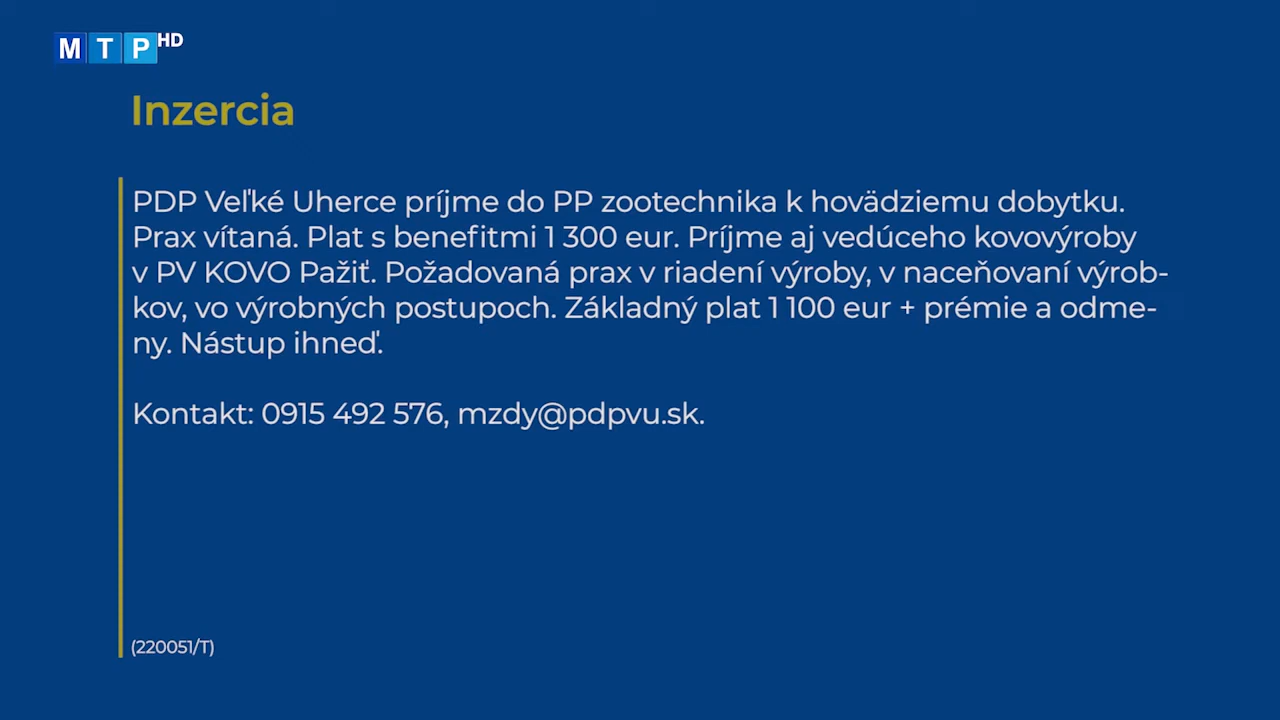 MTP HD
Inzercia
PDP Veľké Uherce príjme do PP zootechnika k hovädziemu dobytku.
Prax vítaná. Plat s benefitmi 1 300 eur. Príjme aj vedúceho kovovýroby
v PV KOVO Pažiť. Požadovaná prax v riadení výroby, v naceňovaní výrob-
kov, vo výrobných postupoch. Základný plat 1 100 eur + prémie a odme-
ny. Nástup ihneď.
Kontakt: 0915 492 576, mzdy@pdpvu.sk.
(220051/T)